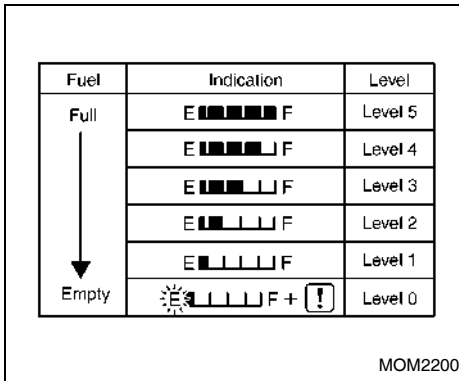 Fuel Indication Level
Full E F Level 5
E F Level 4
E F Level 3
E F Level 2
E F Level 1
Empty E F + ! Level 0
MOM2200